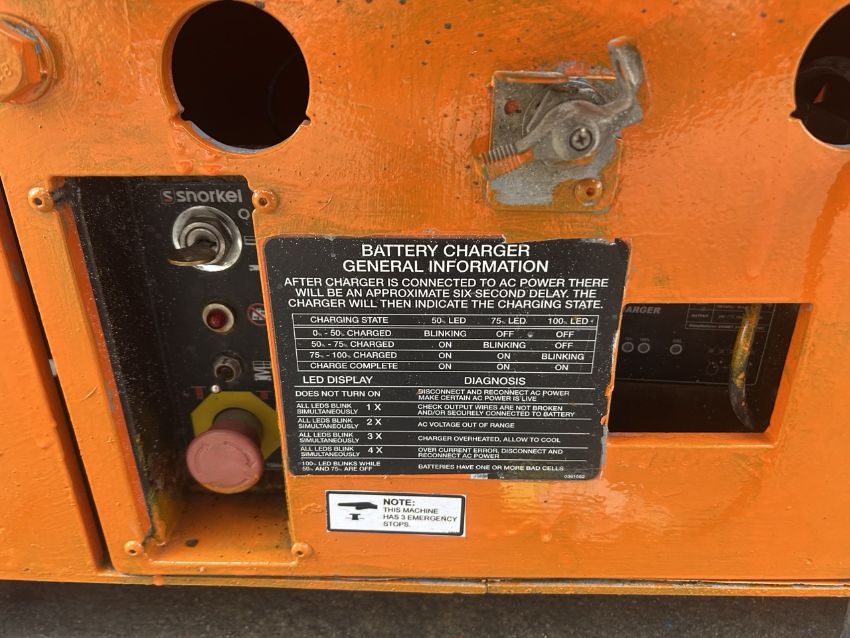 snorkel
BATTERY CHARGER
GENERAL INFORMATION
AFTER CHARGER IS CONNECTED TO AC POWER THERE
WILL BE AN APPROXIMATE SIX SECOND DELAY. THE
CHARGER WILL THEN INDICATE THE CHARGING STATE.
CHARGING STATE 50% LED 75% LED 100% LED
0% - 50% CHARGED BLINKING OFF OFF
50% - 75% CHARGED ON BLINKING OFF
75% - 100% CHARGED ON ON BLINKING
CHARGE COMPLETE ON ON ON
LED DISPLAY DIAGNOSIS
DOES NOT TURN ON DISCONNECT AND RECONNECT AC POWER
MAKE CERTAIN AC POWER IS LIVE
ALL LEDS BLINK
SIMULTANEOUSLY 1 X CHECK OUTPUT WIRES ARE NOT BROKEN
AND/OR SECURELY CONNECTED TO BATTERY
ALL LEDS BLINK
SIMULTANEOUSLY 2 X AC VOLTAGE OUT OF RANGE
ALL LEDS BLINK
SIMULTANEOUSLY 3 X CHARGER OVERHEATED, ALLOW TO COOL
ALL LEDS BLINK
SIMULTANEOUSLY 4 X OVER CURRENT ERROR, DISCONNECT AND
RECONNECT AC POWER
100% LED BLINKS WHILE
50% AND 75% ARE OFF BATTERIES HAVE ONE OR MORE BAD CELLS
0361662
NOTE:
THIS MACHINE
HAS 3 EMERGENCY
STOPS.
CHARGER